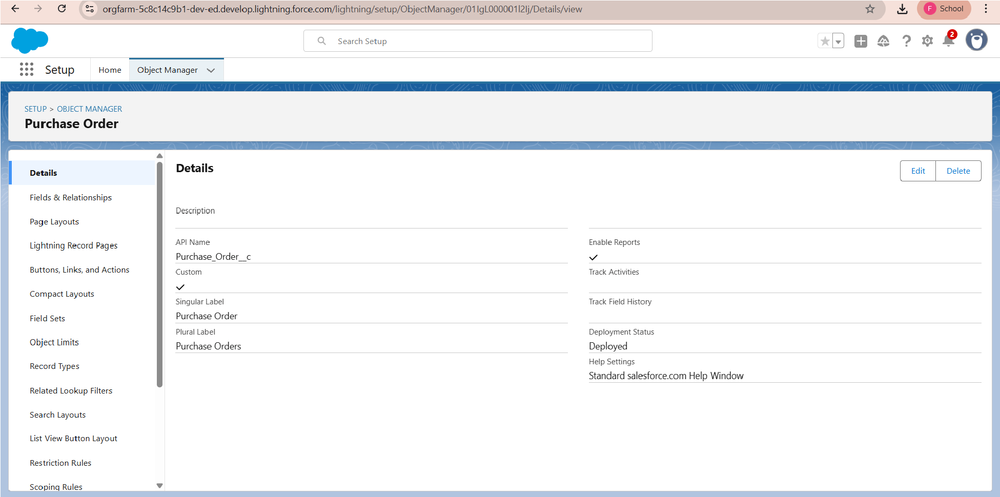 orgfarm-5c8c14c9b1-dev-ed.develop.lightning.force.com/lightning/setup/ObjectManager/01IgL000001l2Ij/Details/view
F School
Search Setup
2
Setup Home Object Manager
SETUP > OBJECT MANAGER
Purchase Order
Details
Fields & Relationships
Page Layouts
Lightning Record Pages
Buttons, Links, and Actions
Compact Layouts
Field Sets
Object Limits
Record Types
Related Lookup Filters
Search Layouts
List View Button Layout
Restriction Rules
Scoping Rules
Details
Edit Delete
Description
API Name
Purchase_Order__c
Custom
Singular Label
Purchase Order
Plural Label
Purchase Orders
Enable Reports
Track Activities
Track Field History
Deployment Status
Deployed
Help Settings
Standard salesforce.com Help Window